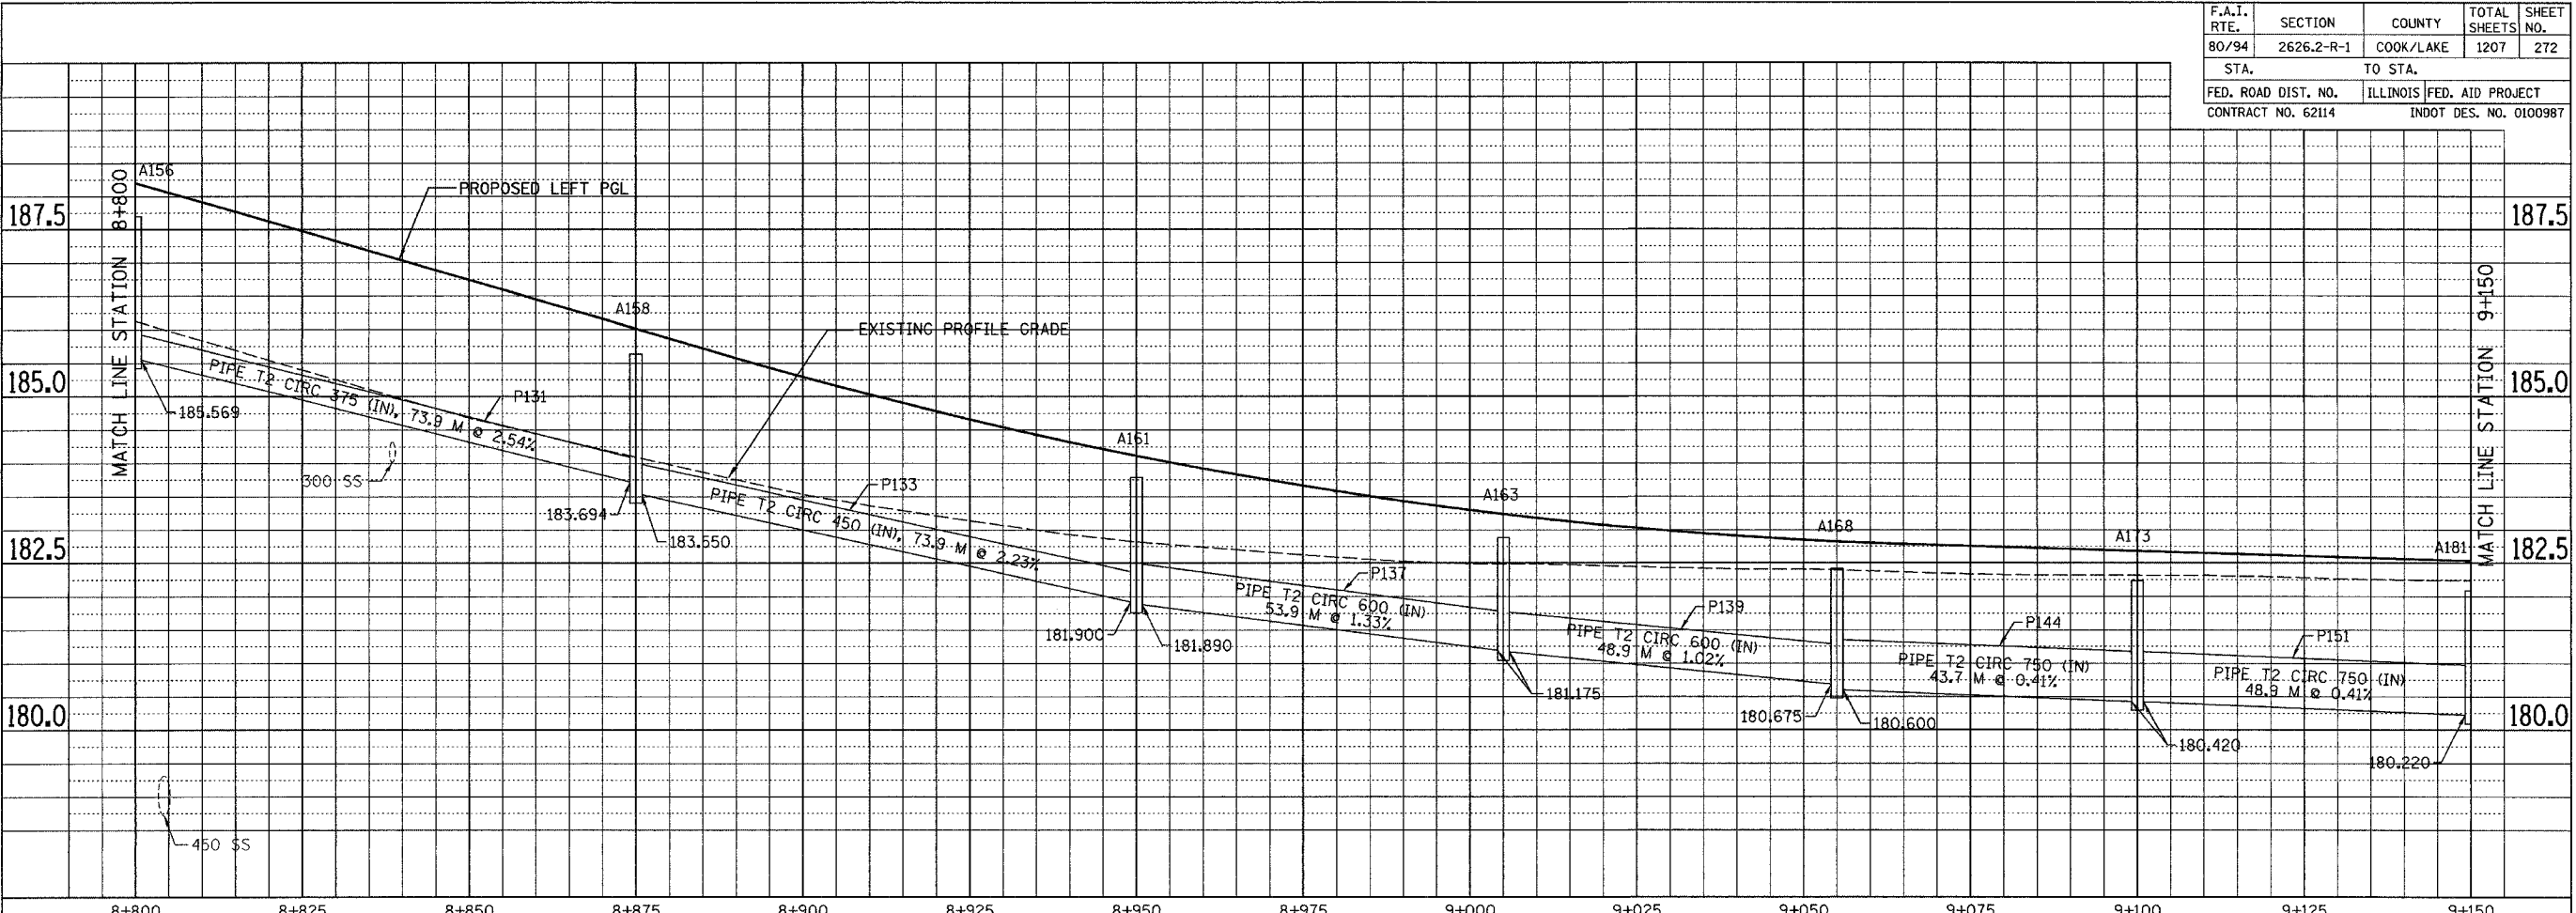 F.A.I. RTE. SECTION COUNTY TOTAL SHEETS SHEET NO.
80/94 2626.2-R-1 COOK/LAKE 1207 272
STA. TO STA.
FED. ROAD DIST. NO. ILLINOIS FED. AID PROJECT
CONTRACT NO. 62114 INDOT DES. NO. 0100987
MATCH LINE STATION 8+800
A156
PROPOSED LEFT PGL
187.5
187.5
A158
EXISTING PROFILE GRADE
MATCH LINE STATION 9+150
185.0
185.0
PIPE T2 CIRC 375 (IN), 73.9 M @ 2.54%
P131
185.569
300 SS
A161
183.694
PIPE T2 CIRC 450 (IN), 73.9 M @ 2.23%
P133
183.550
A163
A168
A173
A181
182.5
182.5
P137
PIPE T2 CIRC 600 (IN)
53.9 M @ 1.33%
181.900
181.890
P139
PIPE T2 CIRC 600 (IN)
48.9 M @ 1.02%
181.175
P144
PIPE T2 CIRC 750 (IN)
43.7 M @ 0.41%
P151
PIPE T2 CIRC 750 (IN)
48.9 M @ 0.41%
180.675
180.600
180.420
180.220
180.0
180.0
450 SS
8+800 8+825 8+850 8+875 8+900 8+925 8+950 8+975 9+000 9+025 9+050 9+075 9+100 9+125 9+150